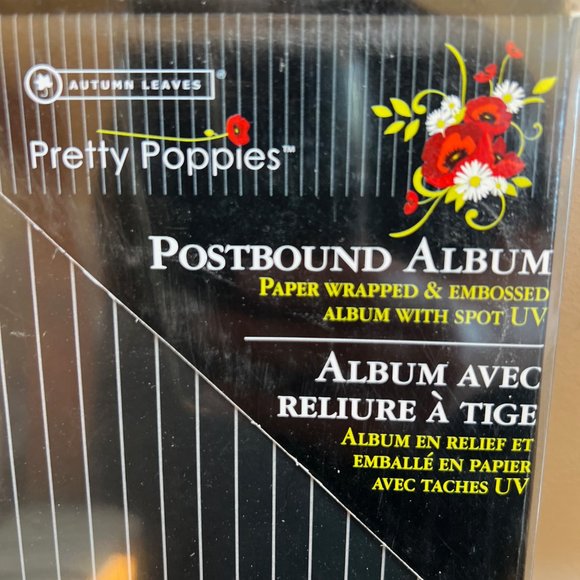 AUTUMN LEAVES®
Pretty Poppies™
POSTBOUND ALBUM
PAPER WRAPPED & EMBOSSED
ALBUM WITH SPOT UV
ALBUM AVEC
RELIURE À TIGE
ALBUM EN RELIEF ET
EMBALLÉ EN PAPIER
AVEC TACHES UV